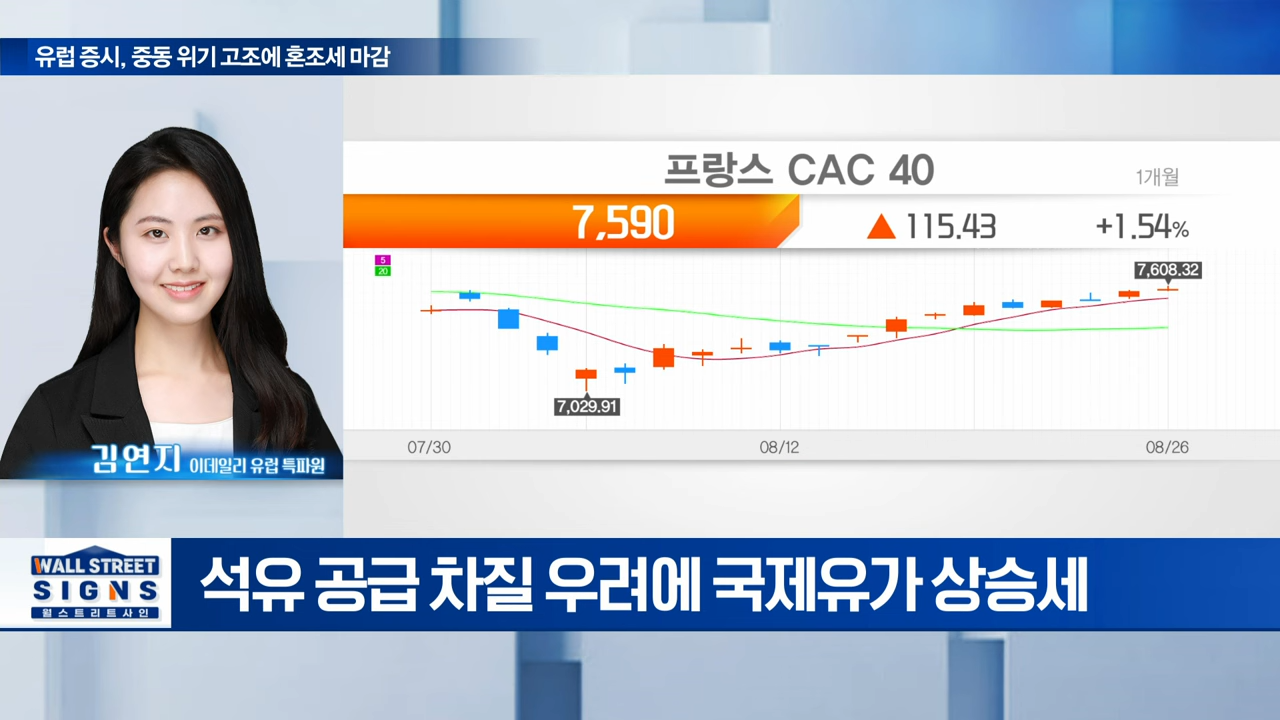 유럽 증시, 중동 위기 고조에 혼조세 마감
프랑스 CAC 40
1개월
7,590
▲ 115.43
+1.54%
5
20
7,608.32
7,029.91
07/30
08/12
08/26
김연지 이데일리 유럽 특파원
WALL STREET
SIGNS
월스트리트사인
석유 공급 차질 우려에 국제유가 상승세